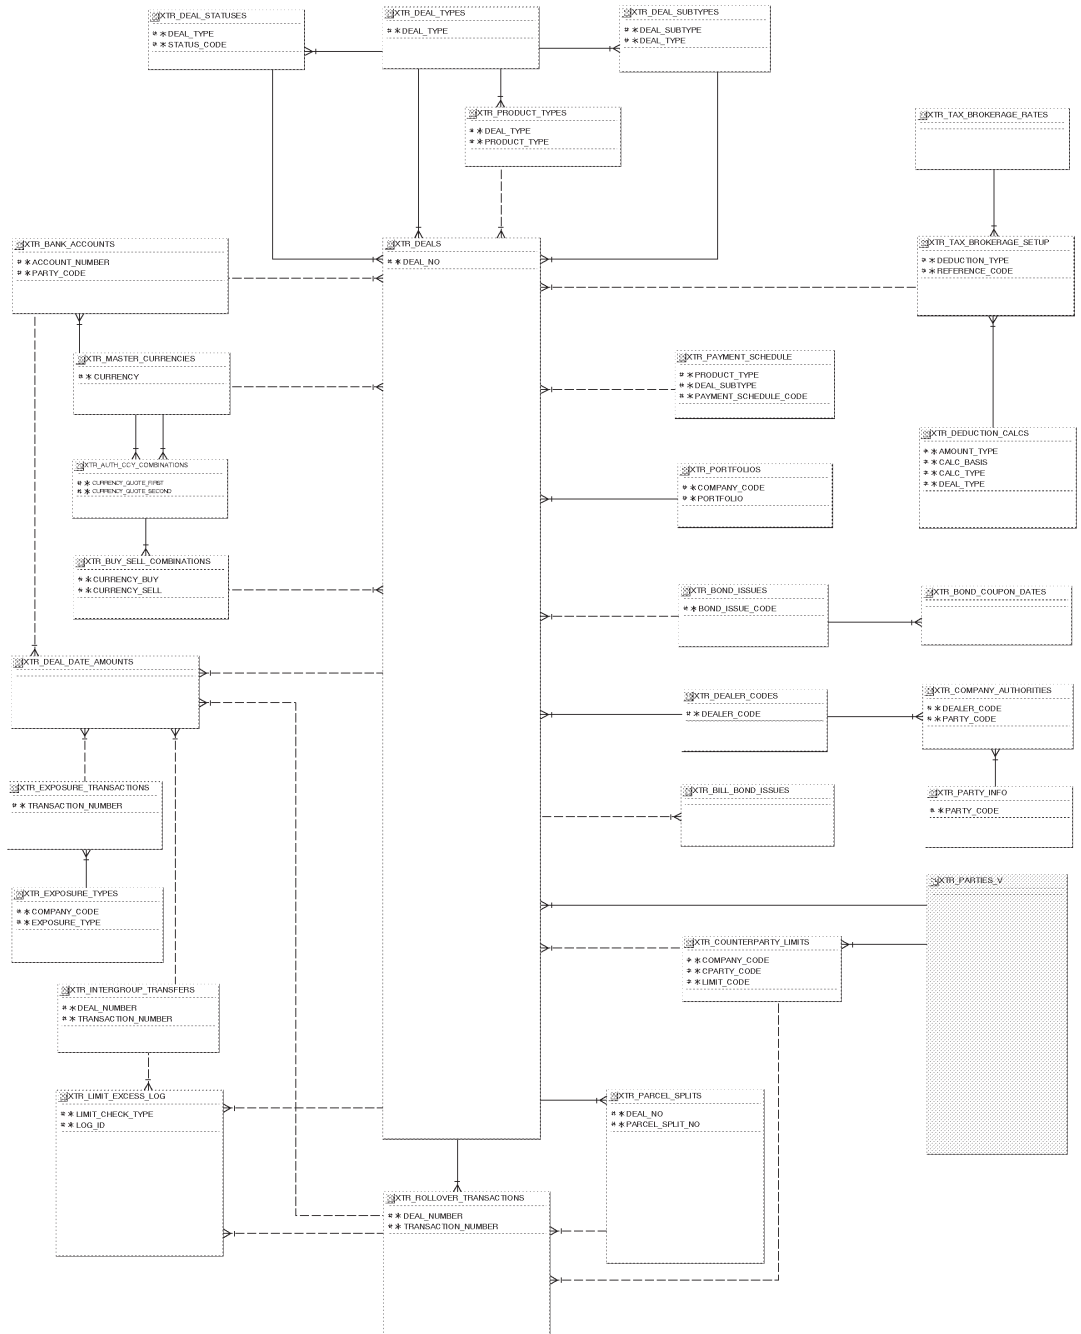 XTR_DEAL_STATUSES
# * DEAL_TYPE
# * STATUS_CODE
XTR_DEAL_TYPES
# * DEAL_TYPE
XTR_DEAL_SUBTYPES
# * DEAL_SUBTYPE
# * DEAL_TYPE
XTR_PRODUCT_TYPES
# * DEAL_TYPE
# * PRODUCT_TYPE
XTR_TAX_BROKERAGE_RATES
XTR_BANK_ACCOUNTS
# * ACCOUNT_NUMBER
# * PARTY_CODE
XTR_DEALS
# * DEAL_NO
XTR_TAX_BROKERAGE_SETUP
# * DEDUCTION_TYPE
# * REFERENCE_CODE
XTR_MASTER_CURRENCIES
# * CURRENCY
XTR_PAYMENT_SCHEDULE
# * PRODUCT_TYPE
# * DEAL_SUBTYPE
# * PAYMENT_SCHEDULE_CODE
XTR_DEDUCTION_CALCS
# * AMOUNT_TYPE
# * CALC_BASIS
# * CALC_TYPE
# * DEAL_TYPE
XTR_AUTH_CCY_COMBINATIONS
# * CURRENCY_QUOTE_FIRST
# * CURRENCY_QUOTE_SECOND
XTR_PORTFOLIOS
# * COMPANY_CODE
# * PORTFOLIO
XTR_BUY_SELL_COMBINATIONS
# * CURRENCY_BUY
# * CURRENCY_SELL
XTR_BOND_ISSUES
# * BOND_ISSUE_CODE
XTR_BOND_COUPON_DATES
XTR_DEAL_DATE_AMOUNTS
XTR_DEALER_CODES
# * DEALER_CODE
XTR_COMPANY_AUTHORITIES
# * DEALER_CODE
# * PARTY_CODE
XTR_EXPOSURE_TRANSACTIONS
# * TRANSACTION_NUMBER
XTR_BILL_BOND_ISSUES
XTR_PARTY_INFO
# * PARTY_CODE
XTR_EXPOSURE_TYPES
# * COMPANY_CODE
# * EXPOSURE_TYPE
XTR_PARTIES_V
XTR_COUNTERPARTY_LIMITS
# * COMPANY_CODE
# * CPARTY_CODE
# * LIMIT_CODE
XTR_INTERGROUP_TRANSFERS
# * DEAL_NUMBER
# * TRANSACTION_NUMBER
XTR_LIMIT_EXCESS_LOG
# * LIMIT_CHECK_TYPE
# * LOG_ID
XTR_PARCEL_SPLITS
# * DEAL_NO
# * PARCEL_SPLIT_NO
XTR_ROLLOVER_TRANSACTIONS
# * DEAL_NUMBER
# * TRANSACTION_NUMBER